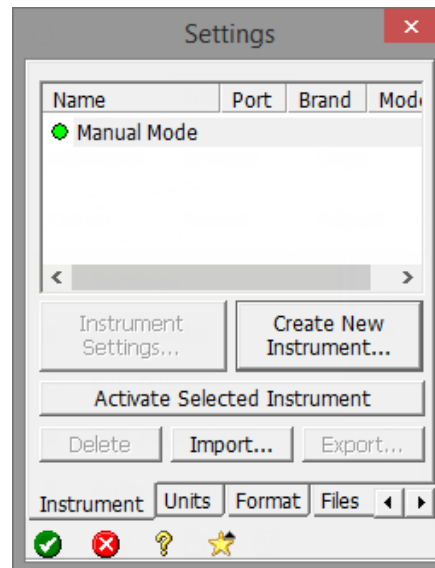 Settings
Name Port Brand Mod
Manual Mode
Instrument
Settings...
Create New
Instrument...
Activate Selected Instrument
Delete Import... Export...
Instrument Units Format Files